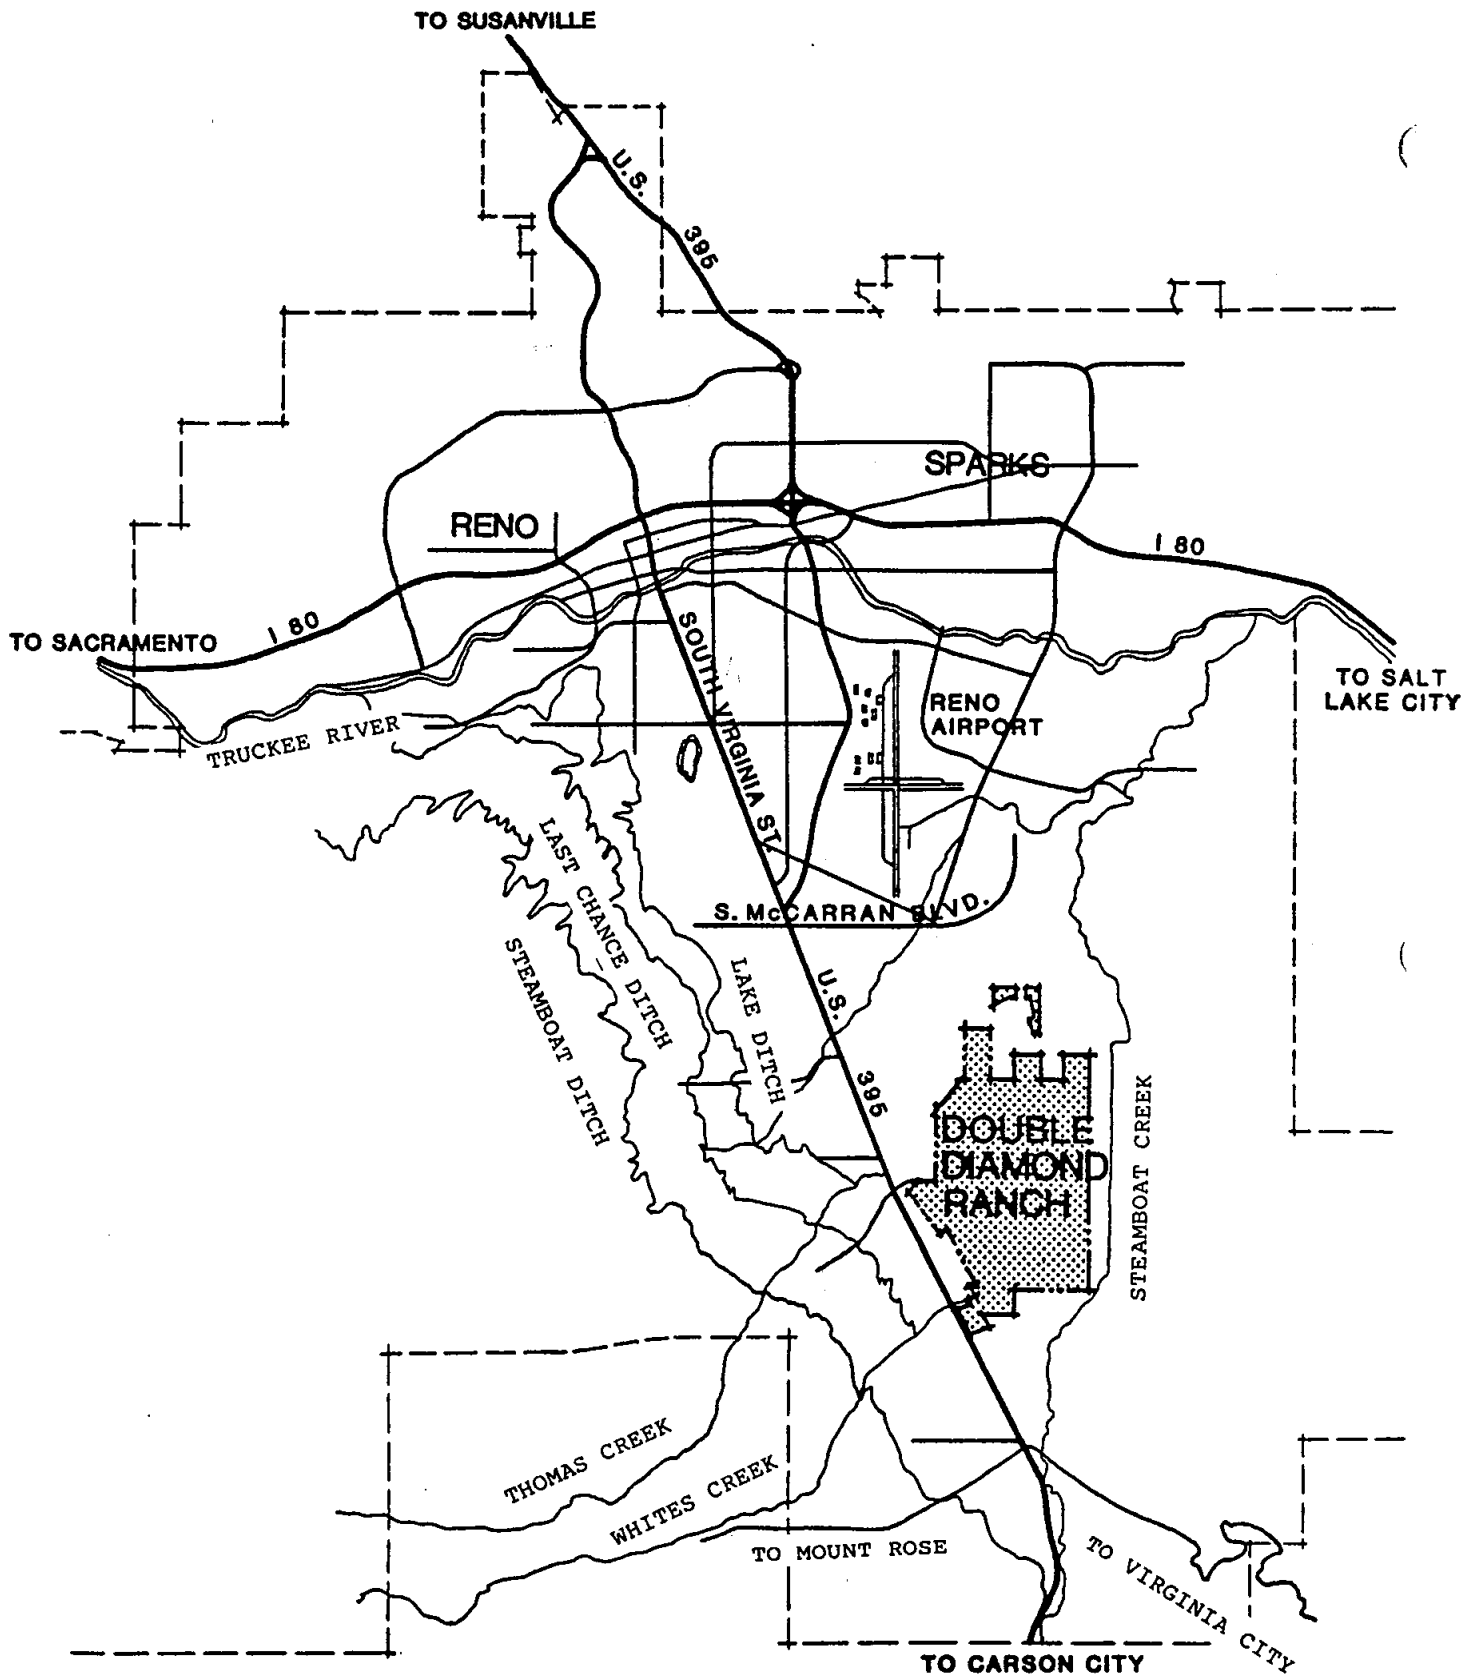 TO SUSANVILLE
U.S. 395
SPARKS
RENO
I 80
I 80
TO SACRAMENTO
TO SALT
LAKE CITY
SOUTH VIRGINIA ST.
RENO
AIRPORT
TRUCKEE RIVER
LAST CHANCE DITCH
S. McCARRAN BLVD.
STEAMBOAT DITCH
LAKE DITCH
U.S. 395
DOUBLE
DIAMOND
RANCH
STEAMBOAT CREEK
THOMAS CREEK
WHITES CREEK
TO MOUNT ROSE
TO VIRGINIA CITY
TO CARSON CITY